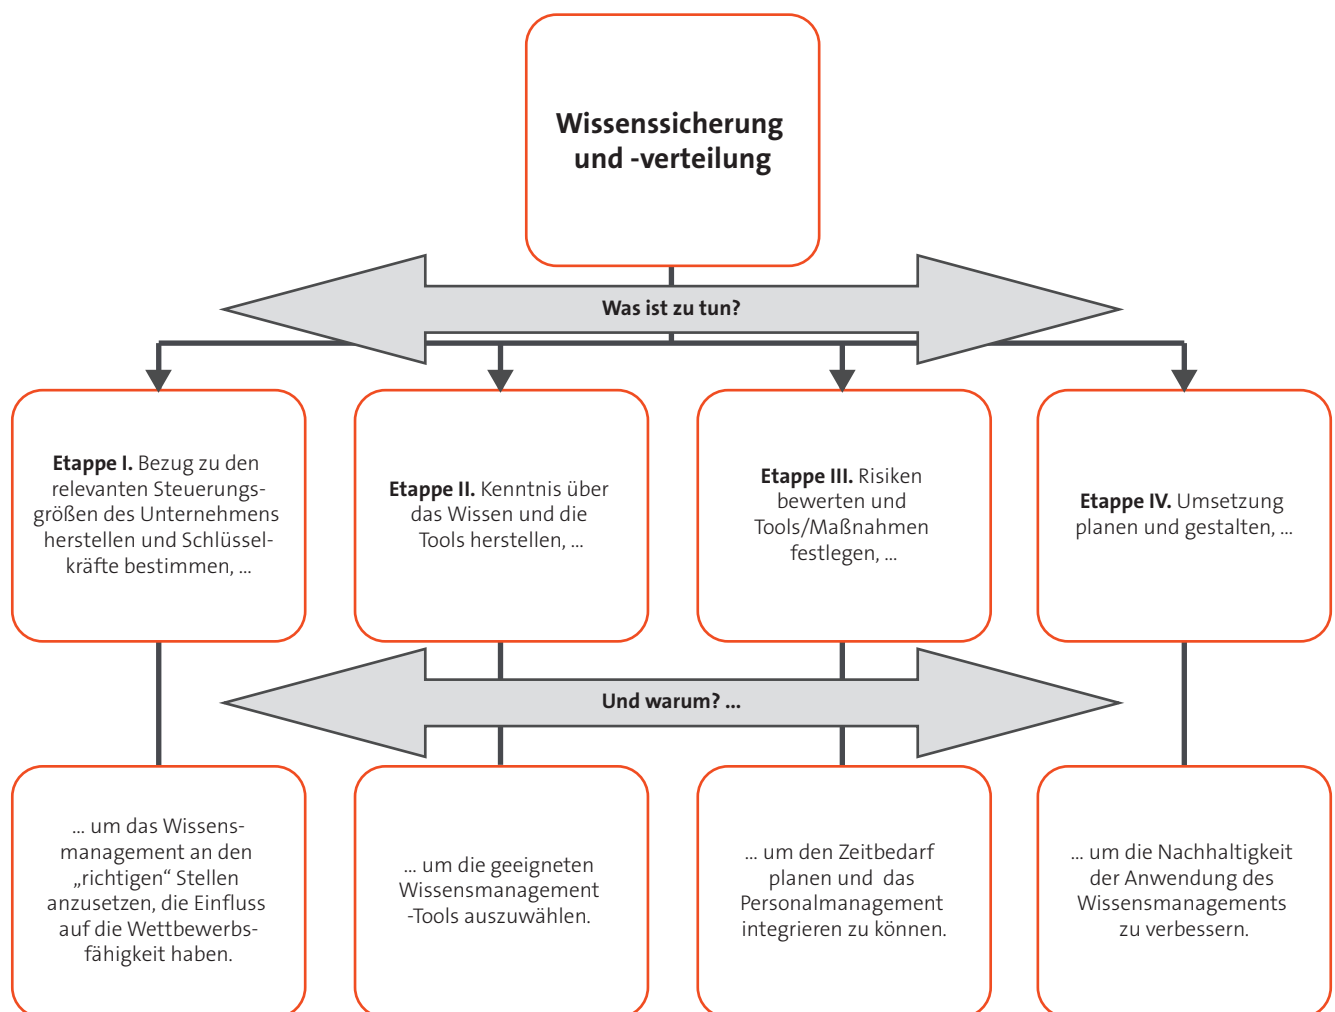 Wissenssicherung
und -verteilung
Was ist zu tun?
Etappe I. Bezug zu den
relevanten Steuerungs-
größen des Unternehmens
herstellen und Schlüssel-
kräfte bestimmen, ...
Etappe II. Kenntnis über
das Wissen und die
Tools herstellen, ...
Etappe III. Risiken
bewerten und
Tools/Maßnahmen
festlegen, ...
Etappe IV. Umsetzung
planen und gestalten, ...
Und warum? ...
... um das Wissens-
management an den
„richtigen“ Stellen
anzusetzen, die Einfluss
auf die Wettbewerbs-
fähigkeit haben.
... um die geeigneten
Wissensmanagement
-Tools auszuwählen.
... um den Zeitbedarf
planen und das
Personalmanagement
integrieren zu können.
... um die Nachhaltigkeit
der Anwendung des
Wissensmanagements
zu verbessern.